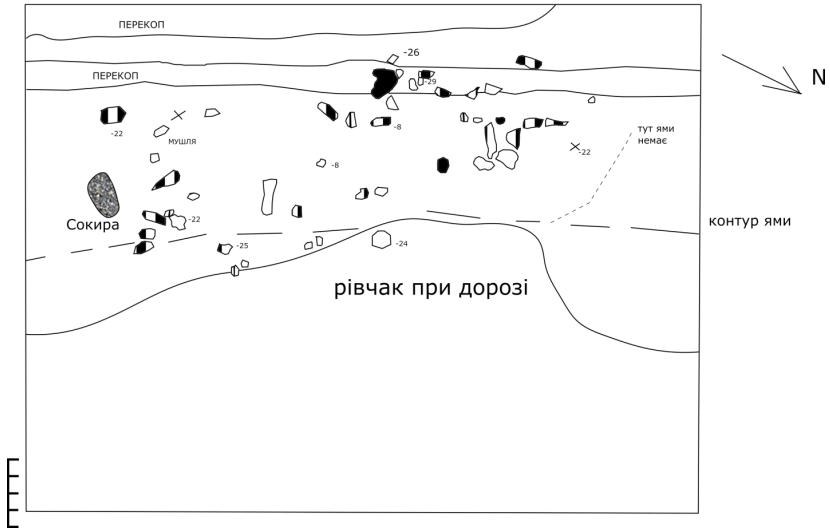 ПЕРЕКОП
-26
N
ПЕРЕКОП
-29
-22
-8
МУШЛЯ
тут ями
немає
-22
-8
Сокира
-22
контур ями
-25
-24
рівчак при дорозі